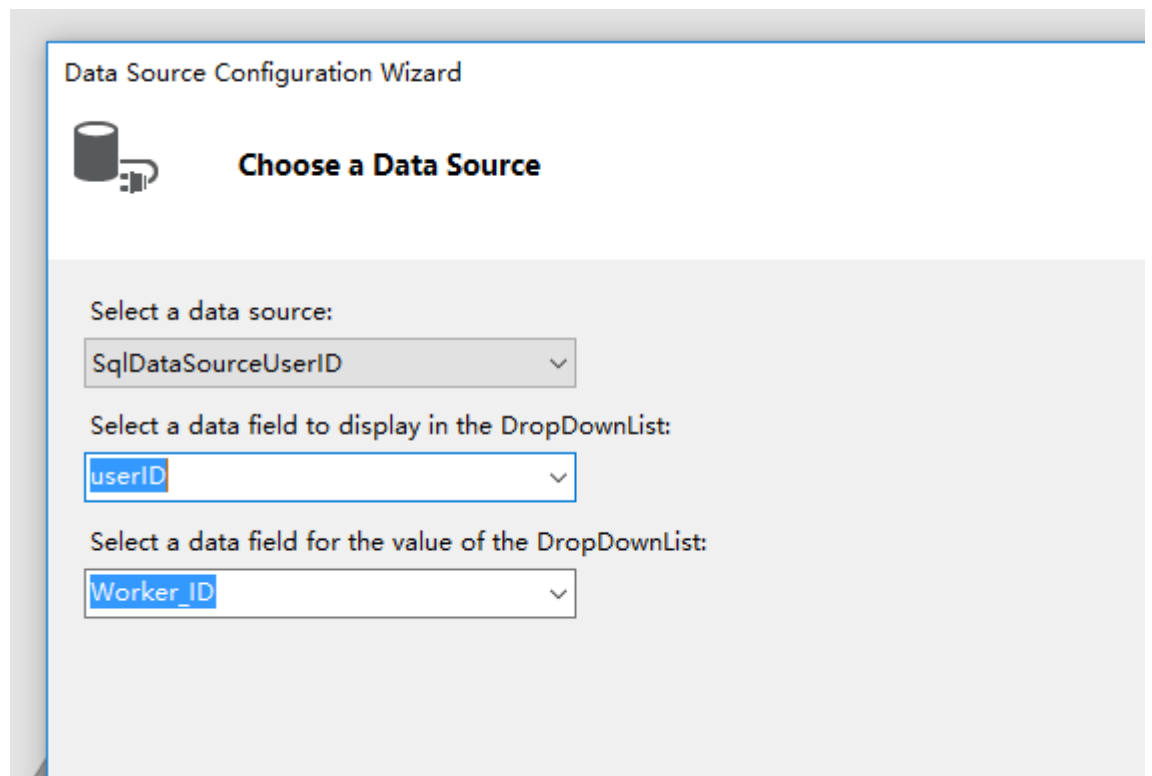 Data Source Configuration Wizard
Choose a Data Source
Select a data source:
SqlDataSourceUserID
Select a data field to display in the DropDownList:
userID
Select a data field for the value of the DropDownList:
Worker_ID